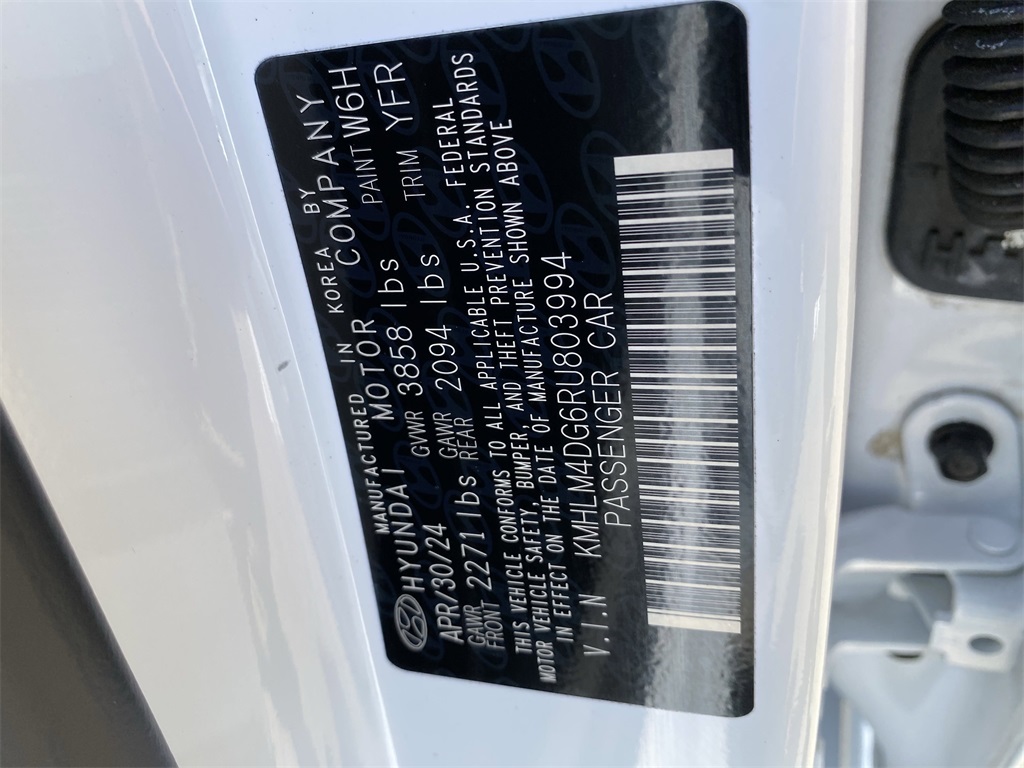 MANUFACTURED IN KOREA BY
HYUNDAI MOTOR COMPANY
APR/30/24 GVWR 3858 lbs PAINT W6H
GAWR FRONT 2271 lbs GAWR REAR 2094 lbs TRIM YFR
THIS VEHICLE CONFORMS TO ALL APPLICABLE U.S.A. FEDERAL
MOTOR VEHICLE SAFETY, BUMPER, AND THEFT PREVENTION STANDARDS
IN EFFECT ON THE DATE OF MANUFACTURE SHOWN ABOVE
V.I.N KMHLM4DG6RU803994
PASSENGER CAR